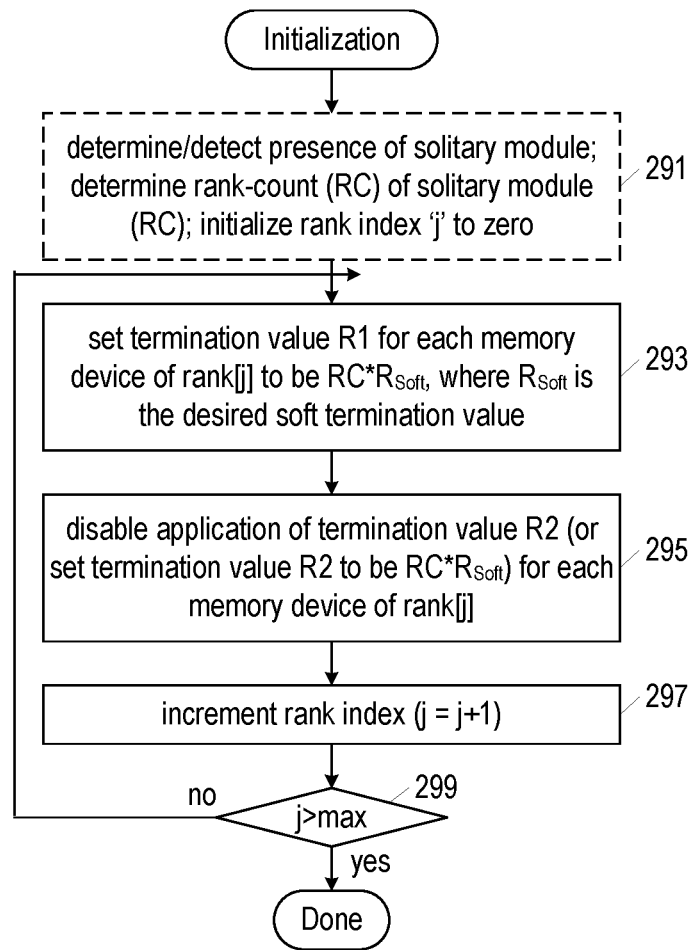 Initialization
determine/detect presence of solitary module;
determine rank-count (RC) of solitary module
(RC); initialize rank index ‘j’ to zero
291
set termination value R1 for each memory
device of rank[j] to be RC*RSoft, where RSoft is
the desired soft termination value
293
disable application of termination value R2 (or
set termination value R2 to be RC*RSoft) for each
memory device of rank[j]
295
increment rank index (j = j+1)
297
299
no
j>max
yes
Done